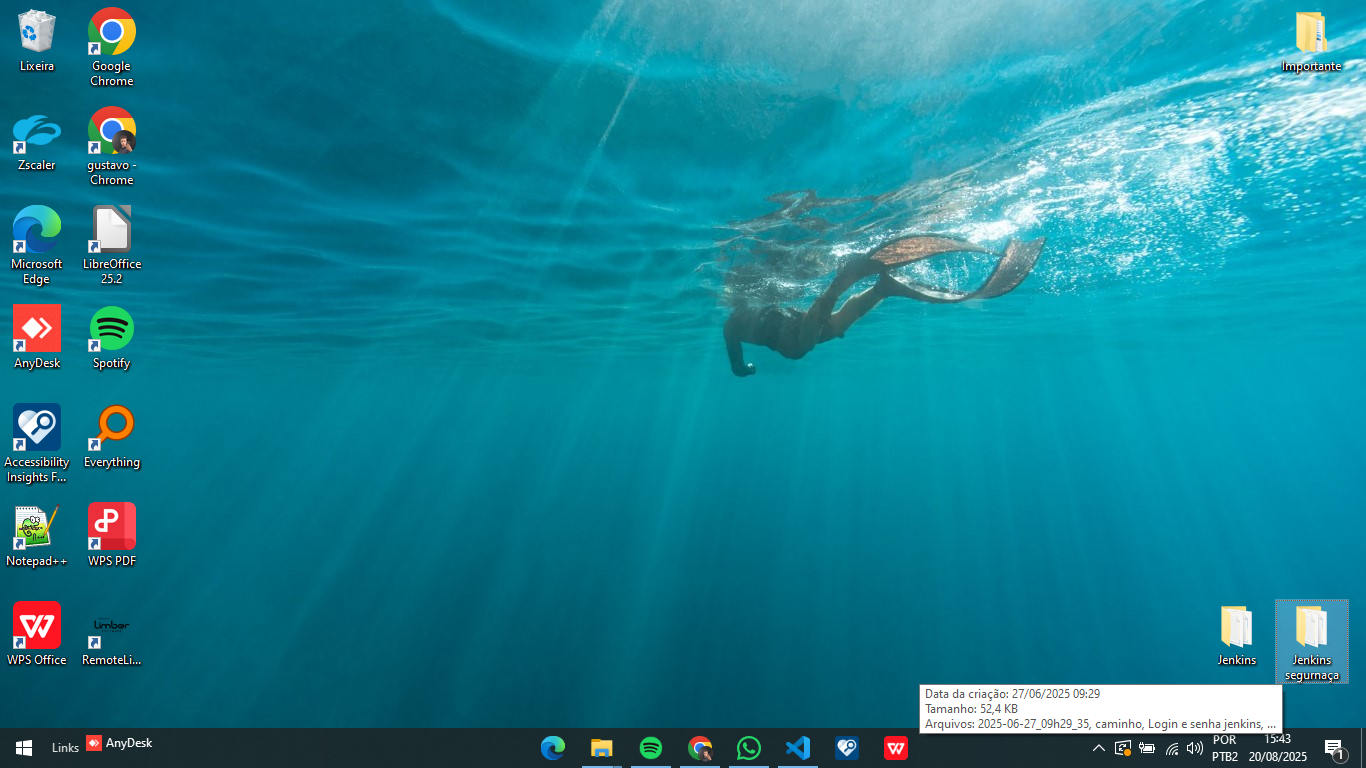 Lixeira
Google
Chrome
Importante
Zscaler
gustavo -
Chrome
Microsoft
Edge
LibreOffice
25.2
AnyDesk
Spotify
Accessibility
Insights F...
Everything
Notepad++
WPS PDF
WPS Office
Limber
RemoteLi...
Jenkins
Jenkins
segurnaça
Data da criação: 27/06/2025 09:29
Tamanho: 52,4 KB
Arquivos: 2025-06-27_09h29_35, caminho, Login e senha jenkins, ...
Links
AnyDesk
POR
PTB2
15:43
20/08/2025
1